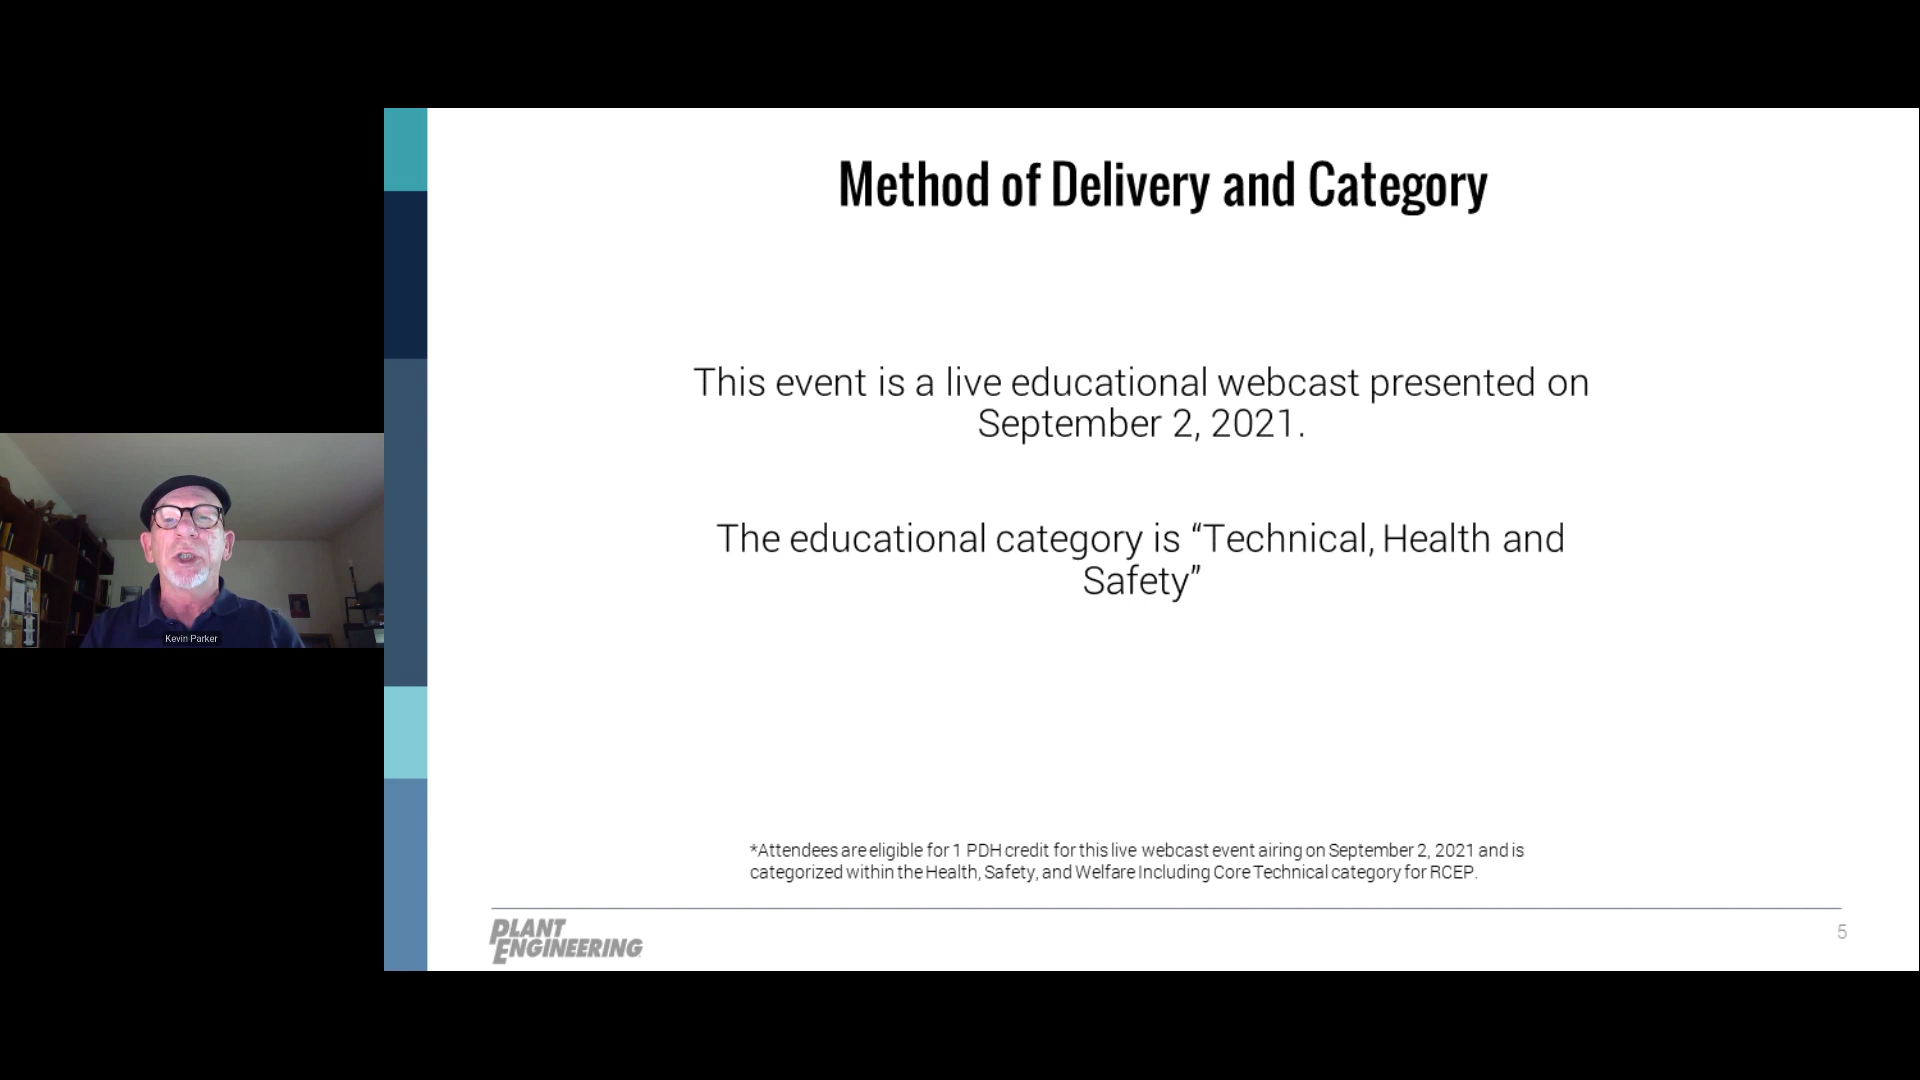 Method of Delivery and Category
This event is a live educational webcast presented on
September 2, 2021.
The educational category is “Technical, Health and
Safety”
Kevin Parker
*Attendees are eligible for 1 PDH credit for this live webcast event airing on September 2, 2021 and is
categorized within the Health, Safety, and Welfare Including Core Technical category for RCEP.
PLANT
ENGINEERING
5